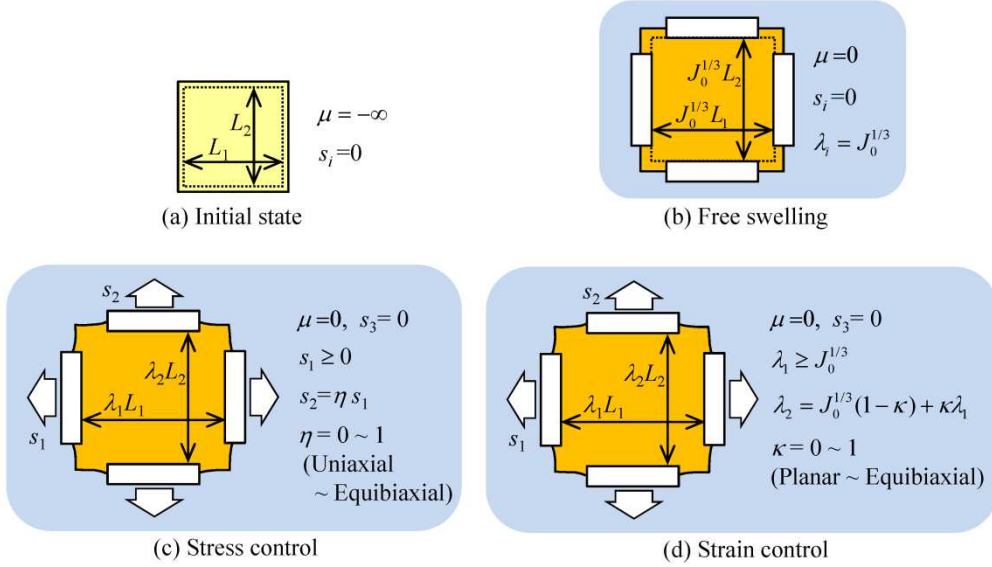 L₂
L₁
μ = −∞
sᵢ=0
(a) Initial state
J₀^{1/3}L₂
J₀^{1/3}L₁
μ=0
sᵢ=0
λᵢ = J₀^{1/3}
(b) Free swelling
s₂
λ₂L₂
λ₁L₁
s₁
μ=0, s₃= 0
s₁ ≥ 0
s₂= η s₁
η = 0 ~ 1
(Uniaxial
~ Equibiaxial)
(c) Stress control
s₂
λ₂L₂
λ₁L₁
s₁
μ=0, s₃= 0
λ₁ ≥ J₀^{1/3}
λ₂ = J₀^{1/3}(1−κ) + κλ₁
κ = 0 ~ 1
(Planar ~ Equibiaxial)
(d) Strain control